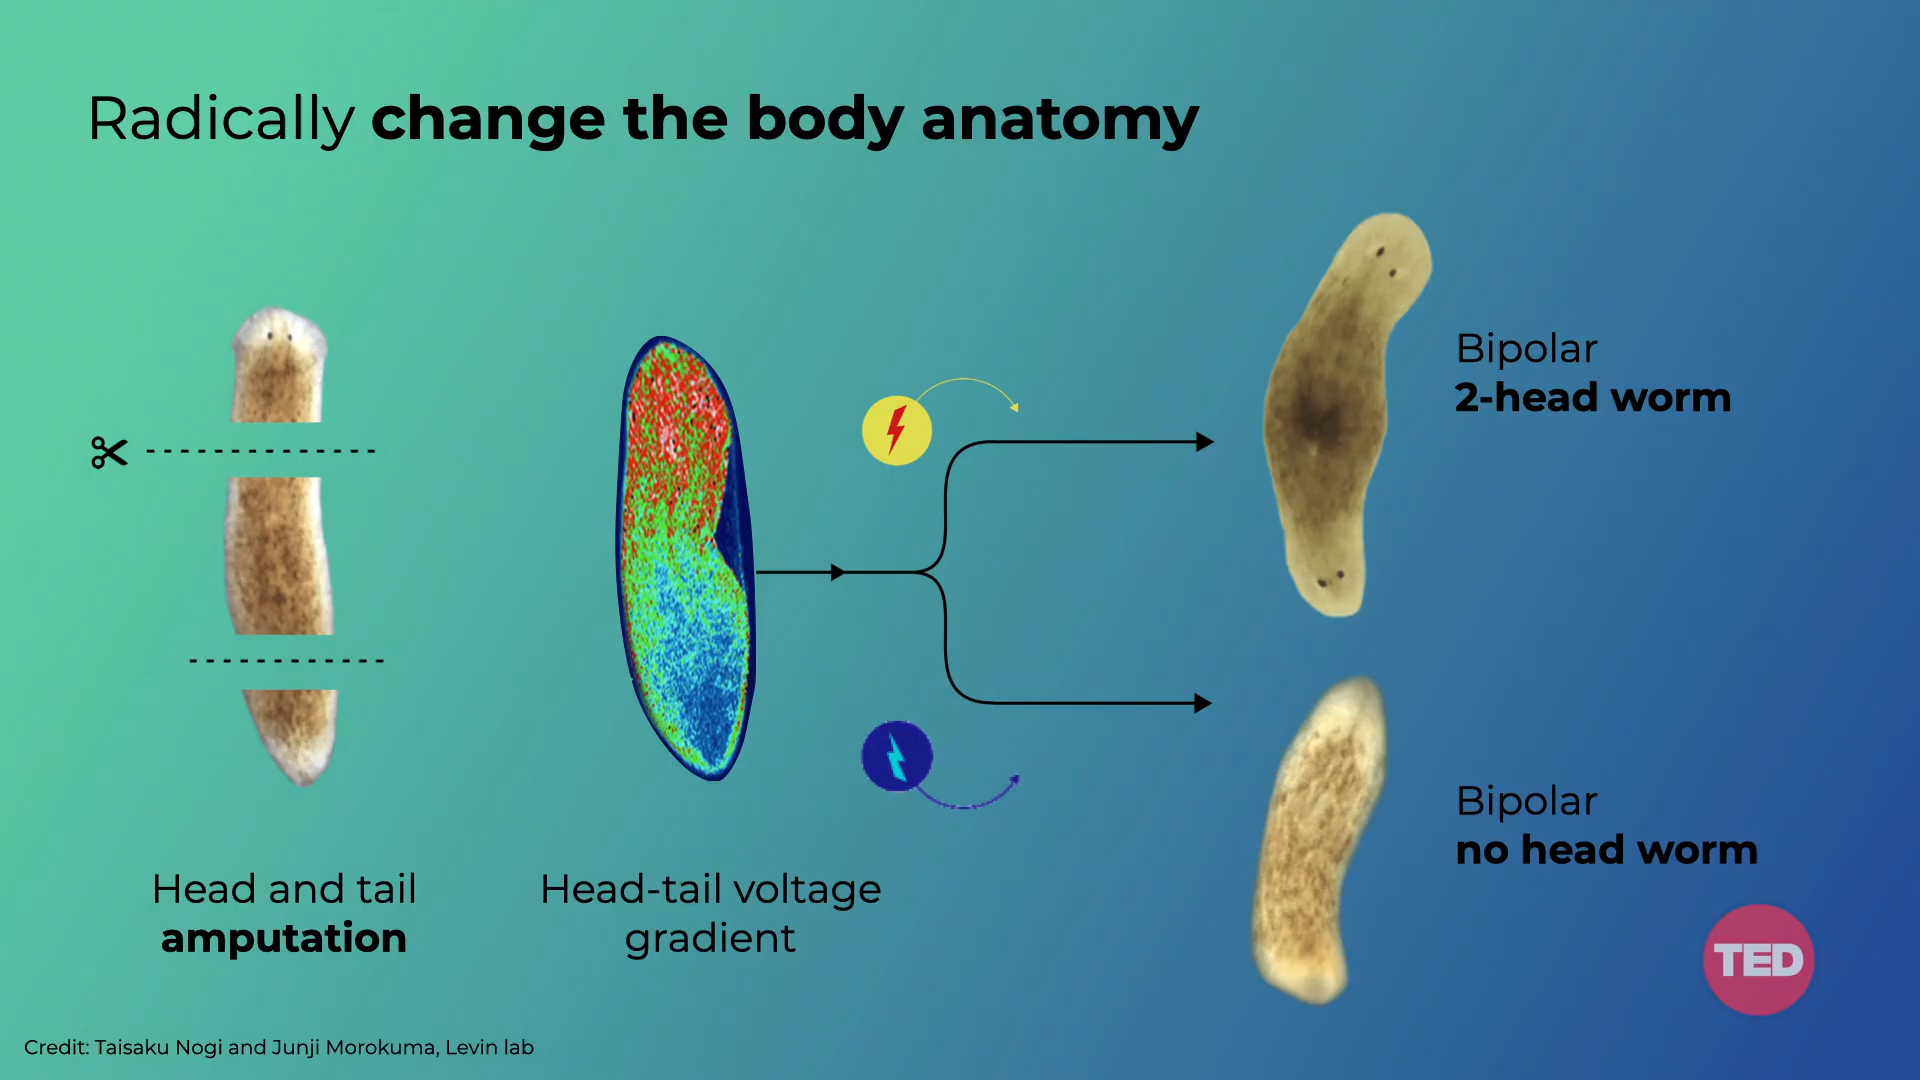 Radically change the body anatomy
Bipolar
2-head worm
Bipolar
no head worm
Head and tail
amputation
Head-tail voltage
gradient
TED
Credit: Taisaku Nogi and Junji Morokuma, Levin lab